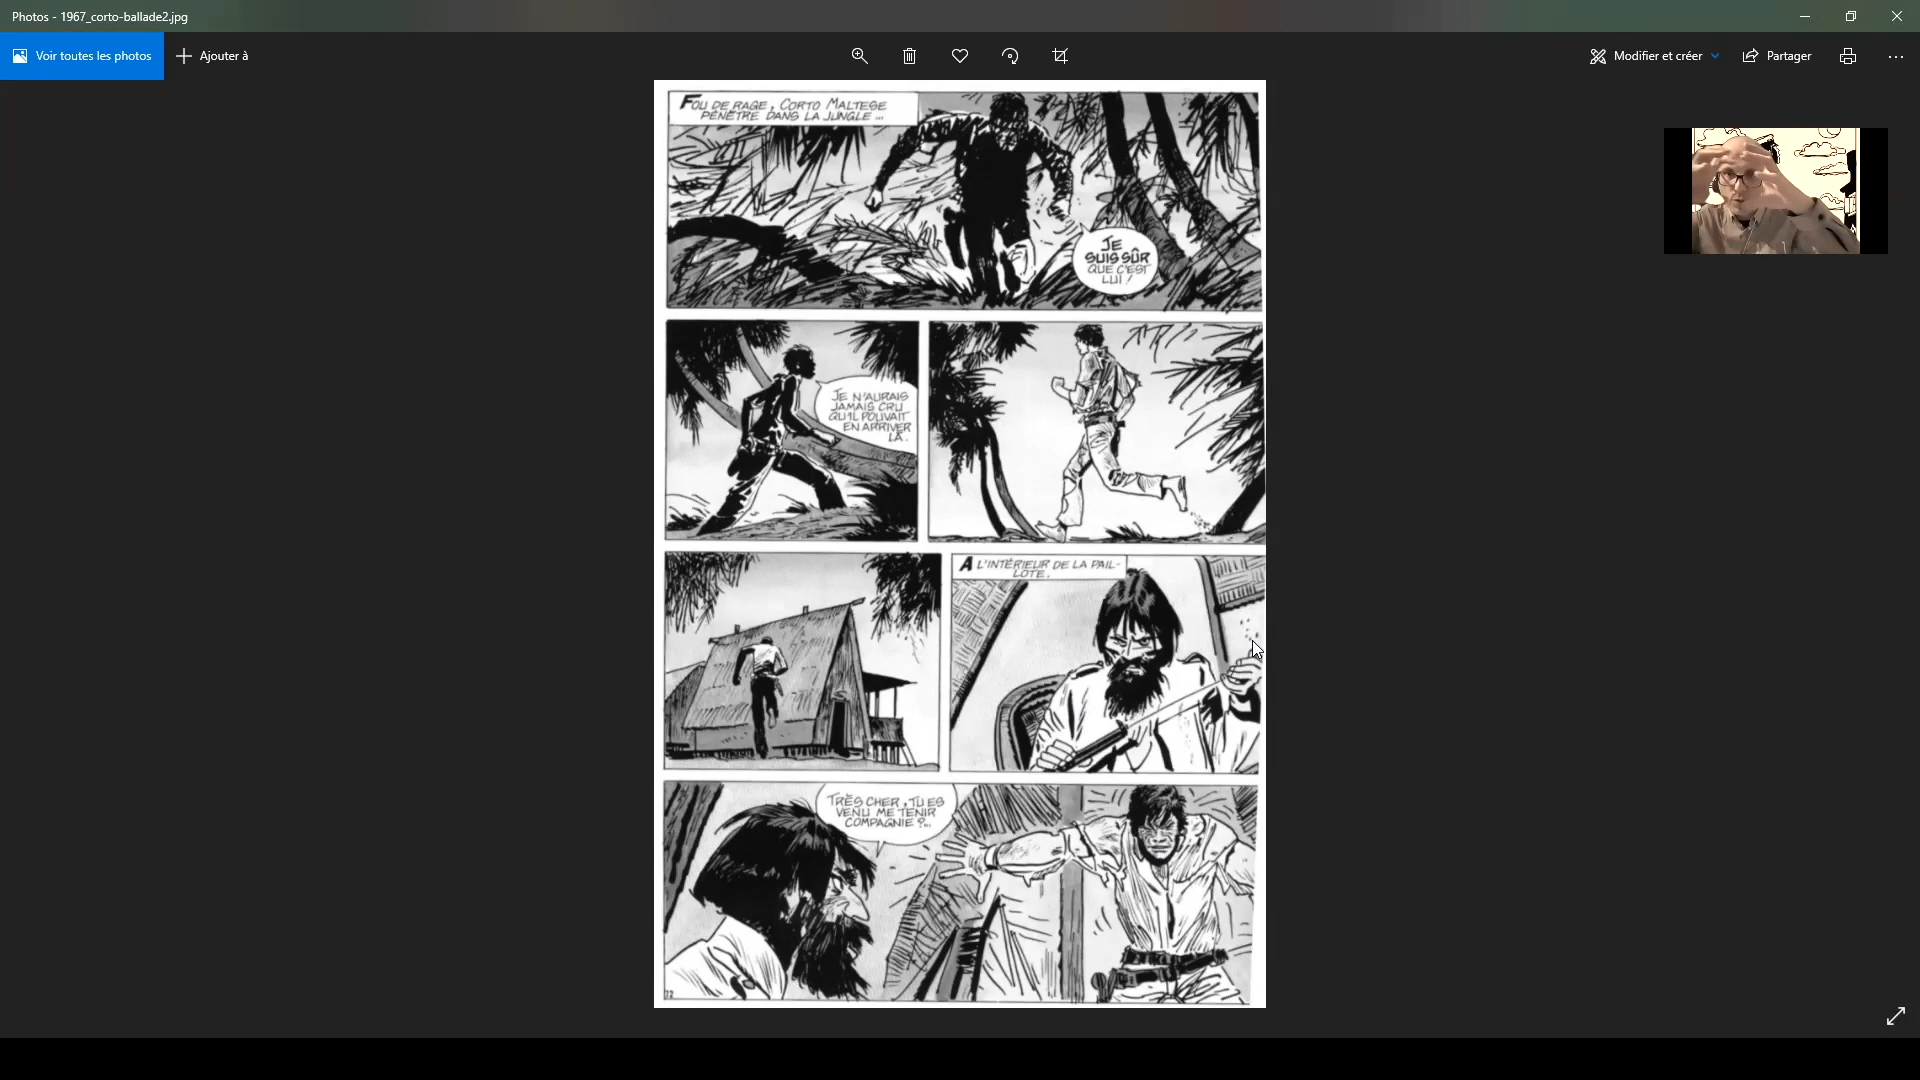 Photos - 1967_corto-ballade2.jpg
Voir toutes les photos
Ajouter à
Modifier et créer
Partager
FOU DE RAGE, CORTO MALTESE
PÉNÈTRE DANS LA JUNGLE ...
JE
SUIS SÛR
QUE C'EST
LUI !
JE N'AURAIS
JAMAIS CRU
QU'IL POUVAIT
EN ARRIVER
LÀ.
A L'INTÉRIEUR DE LA PAIL-
LOTE.
TRÈS CHER, TU ES
VENU ME TENIR
COMPAGNIE ?..
12